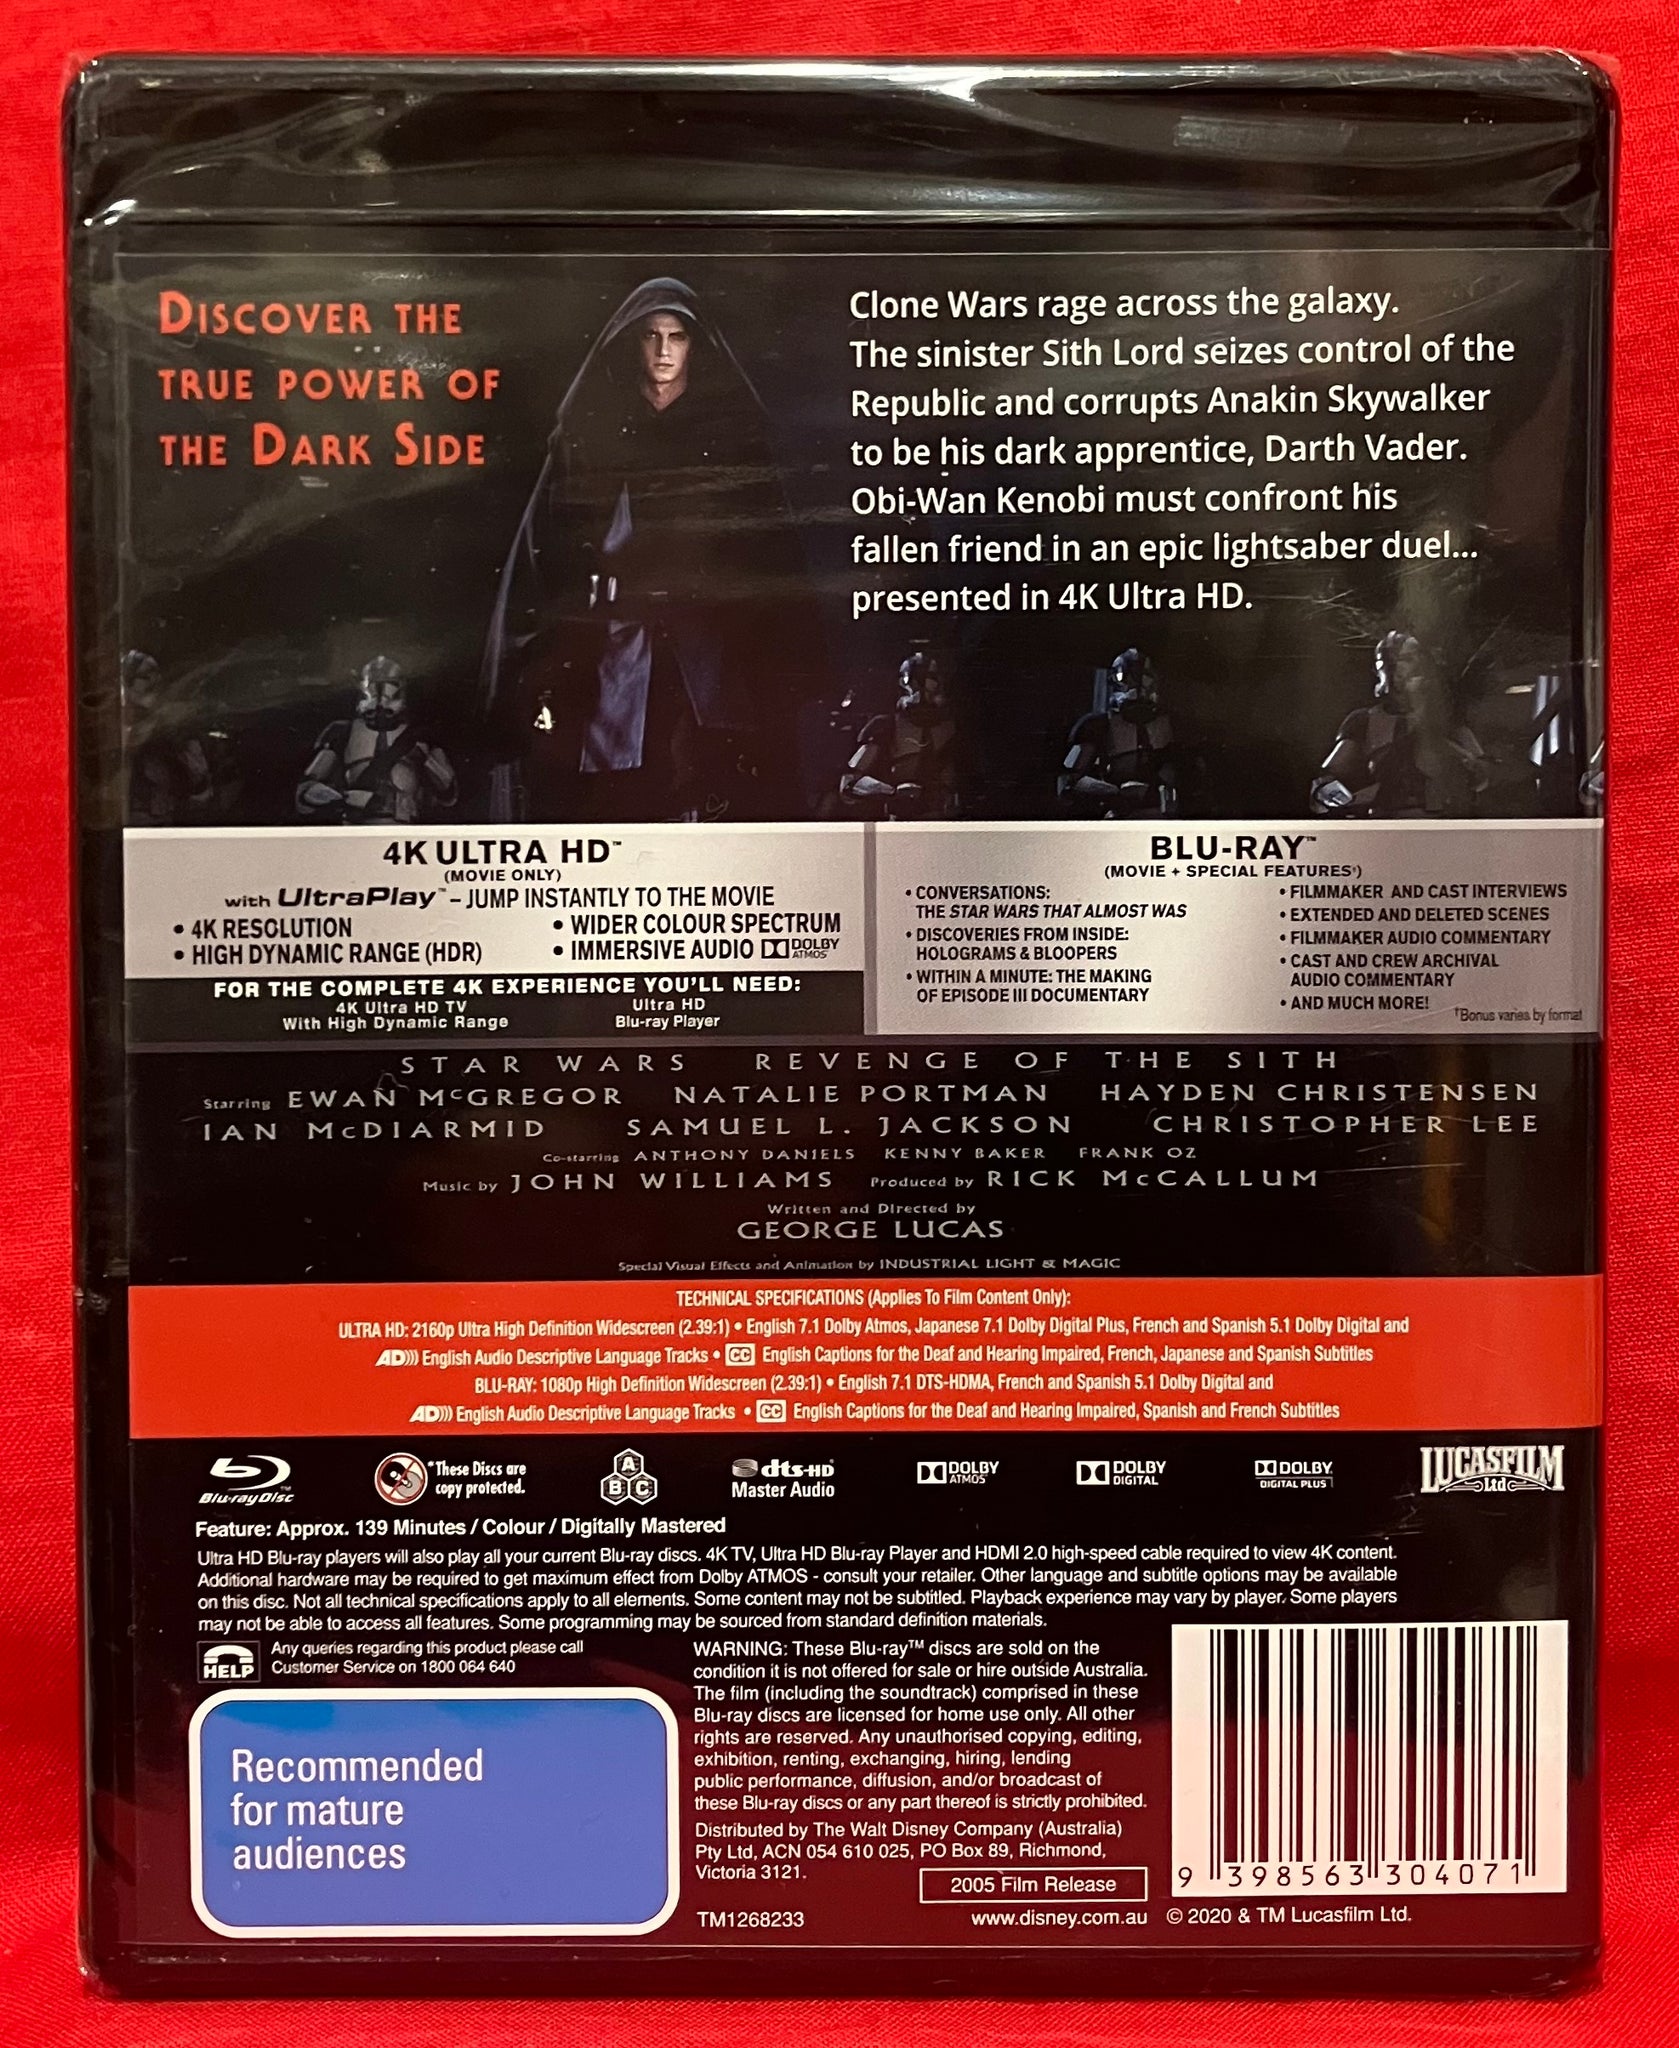 DISCOVER THE
TRUE POWER OF
THE DARK SIDE
Clone Wars rage across the galaxy.
The sinister Sith Lord seizes control of the
Republic and corrupts Anakin Skywalker
to be his dark apprentice, Darth Vader.
Obi-Wan Kenobi must confront his
fallen friend in an epic lightsaber duel...
presented in 4K Ultra HD.
4K ULTRA HD™
(MOVIE ONLY)
with UltraPlay™ – JUMP INSTANTLY TO THE MOVIE
• 4K RESOLUTION
• HIGH DYNAMIC RANGE (HDR)
• WIDER COLOUR SPECTRUM
• IMMERSIVE AUDIO DOLBY ATMOS
FOR THE COMPLETE 4K EXPERIENCE YOU'LL NEED:
4K Ultra HD TV
With High Dynamic Range
Ultra HD
Blu-ray Player
BLU-RAY™
(MOVIE + SPECIAL FEATURES†)
• CONVERSATIONS:
THE STAR WARS THAT ALMOST WAS
• DISCOVERIES FROM INSIDE:
HOLOGRAMS & BLOOPERS
• WITHIN A MINUTE: THE MAKING
OF EPISODE III DOCUMENTARY
• FILMMAKER AND CAST INTERVIEWS
• EXTENDED AND DELETED SCENES
• FILMMAKER AUDIO COMMENTARY
• CAST AND CREW ARCHIVAL
AUDIO COMMENTARY
• AND MUCH MORE!
†Bonus varies by format
STAR WARS REVENGE OF THE SITH
Starring EWAN McGREGOR NATALIE PORTMAN HAYDEN CHRISTENSEN
IAN McDIARMID SAMUEL L. JACKSON CHRISTOPHER LEE
Co-starring ANTHONY DANIELS KENNY BAKER FRANK OZ
Music by JOHN WILLIAMS Produced by RICK McCALLUM
Written and Directed by
GEORGE LUCAS
Special Visual Effects and Animation by INDUSTRIAL LIGHT & MAGIC
TECHNICAL SPECIFICATIONS (Applies To Film Content Only):
ULTRA HD: 2160p Ultra High Definition Widescreen (2.39:1) • English 7.1 Dolby Atmos, Japanese 7.1 Dolby Digital Plus, French and Spanish 5.1 Dolby Digital and
AD))) English Audio Descriptive Language Tracks • CC English Captions for the Deaf and Hearing Impaired, French, Japanese and Spanish Subtitles
BLU-RAY: 1080p High Definition Widescreen (2.39:1) • English 7.1 DTS-HDMA, French and Spanish 5.1 Dolby Digital and
AD))) English Audio Descriptive Language Tracks • CC English Captions for the Deaf and Hearing Impaired, Spanish and French Subtitles
Blu-ray Disc™
*These Discs are
copy protected.
A
B C
dts-HD
Master Audio
DOLBY
ATMOS
DOLBY
DIGITAL
DOLBY
DIGITAL PLUS
LUCASFILM
Ltd
Feature: Approx. 139 Minutes / Colour / Digitally Mastered
Ultra HD Blu-ray players will also play all your current Blu-ray discs. 4K TV, Ultra HD Blu-ray Player and HDMI 2.0 high-speed cable required to view 4K content.
Additional hardware may be required to get maximum effect from Dolby ATMOS - consult your retailer. Other language and subtitle options may be available
on this disc. Not all technical specifications apply to all elements. Some content may not be subtitled. Playback experience may vary by player. Some players
may not be able to access all features. Some programming may be sourced from standard definition materials.
HELP
Any queries regarding this product please call
Customer Service on 1800 064 640
Recommended
for mature
audiences
WARNING: These Blu-ray™ discs are sold on the
condition it is not offered for sale or hire outside Australia.
The film (including the soundtrack) comprised in these
Blu-ray discs are licensed for home use only. All other
rights are reserved. Any unauthorised copying, editing,
exhibition, renting, exchanging, hiring, lending
public performance, diffusion, and/or broadcast of
these Blu-ray discs or any part thereof is strictly prohibited.
Distributed by The Walt Disney Company (Australia)
Pty Ltd, ACN 054 610 025, PO Box 89, Richmond,
Victoria 3121.
2005 Film Release
TM1268233
www.disney.com.au
9 398563 304071
© 2020 & TM Lucasfilm Ltd.